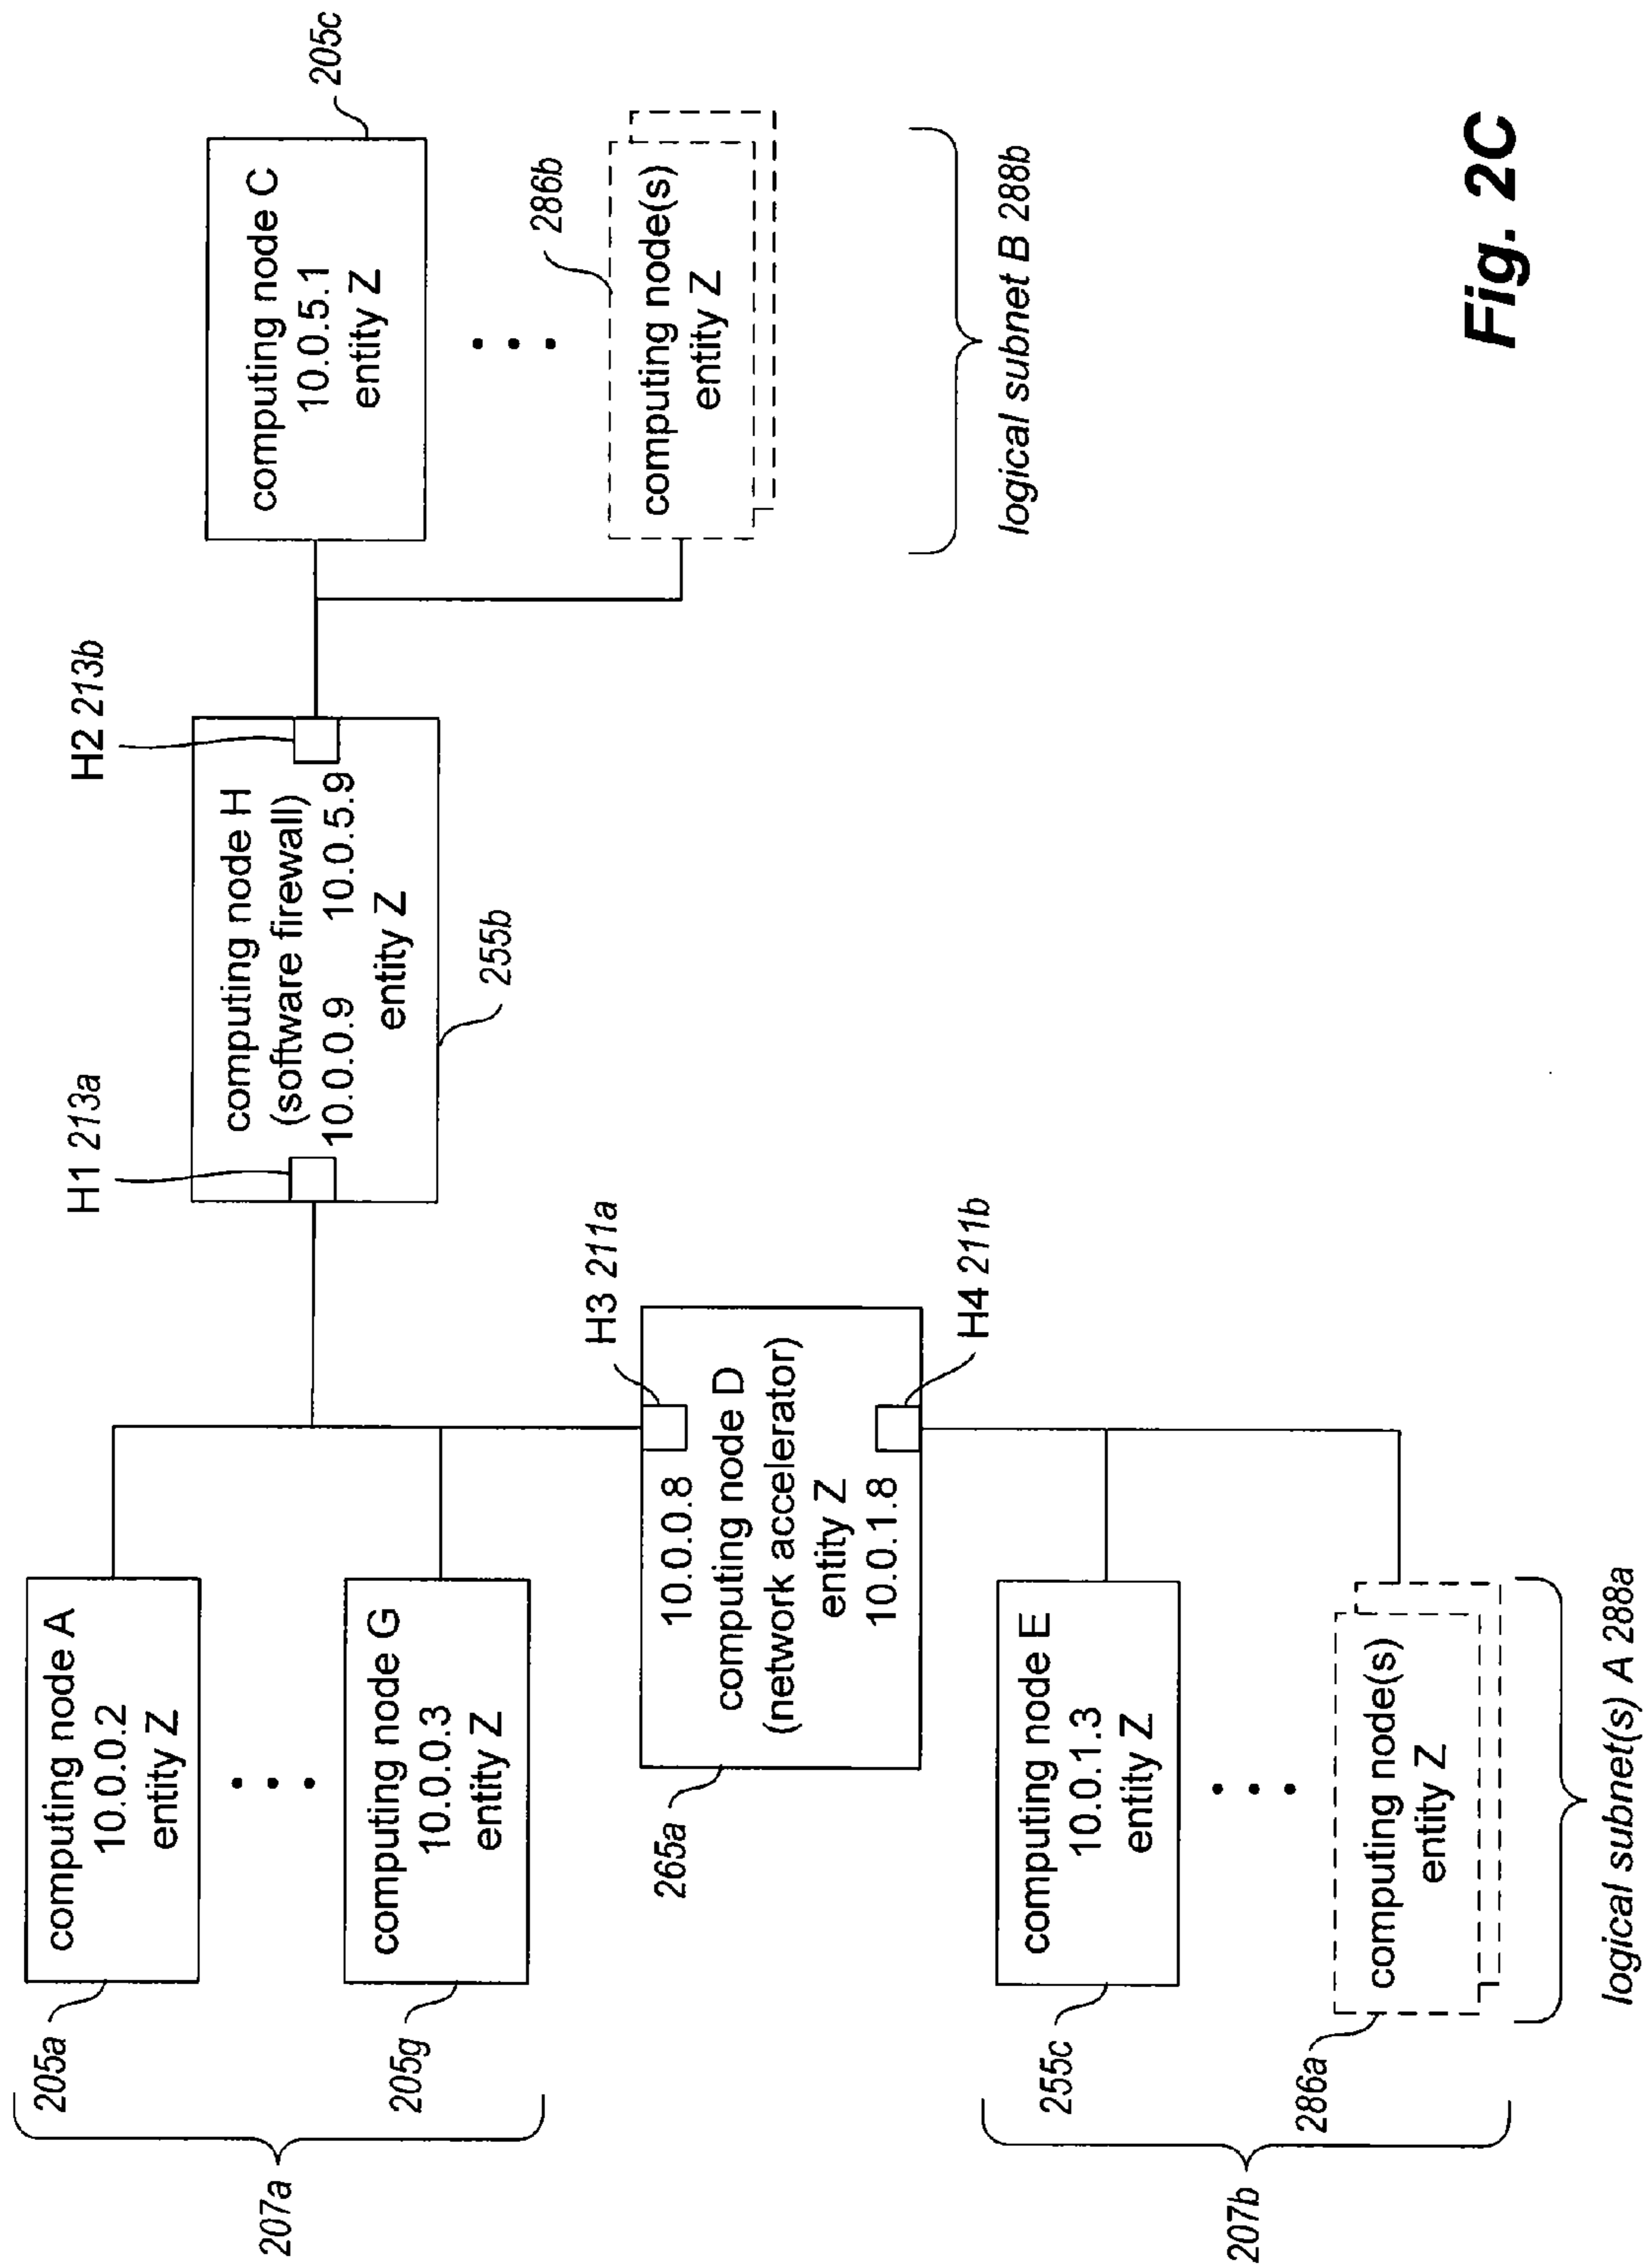 207a
205a
computing node A
10.0.0.2
entity Z
205g
computing node G
10.0.0.3
entity Z
H1 213a
H2 213b
computing node H
(software firewall)
10.0.0.9 10.0.5.9
entity Z
255b
205c
computing node C
10.0.5.1
entity Z
286b
computing node(s)
entity Z
logical subnet B 288b
265a
H3 211a
10.0.0.8
computing node D
(network accelerator)
entity Z
10.0.1.8
H4 211b
207b
255c
computing node E
10.0.1.3
entity Z
286a
computing node(s)
entity Z
logical subnet(s) A 288a
Fig. 2C